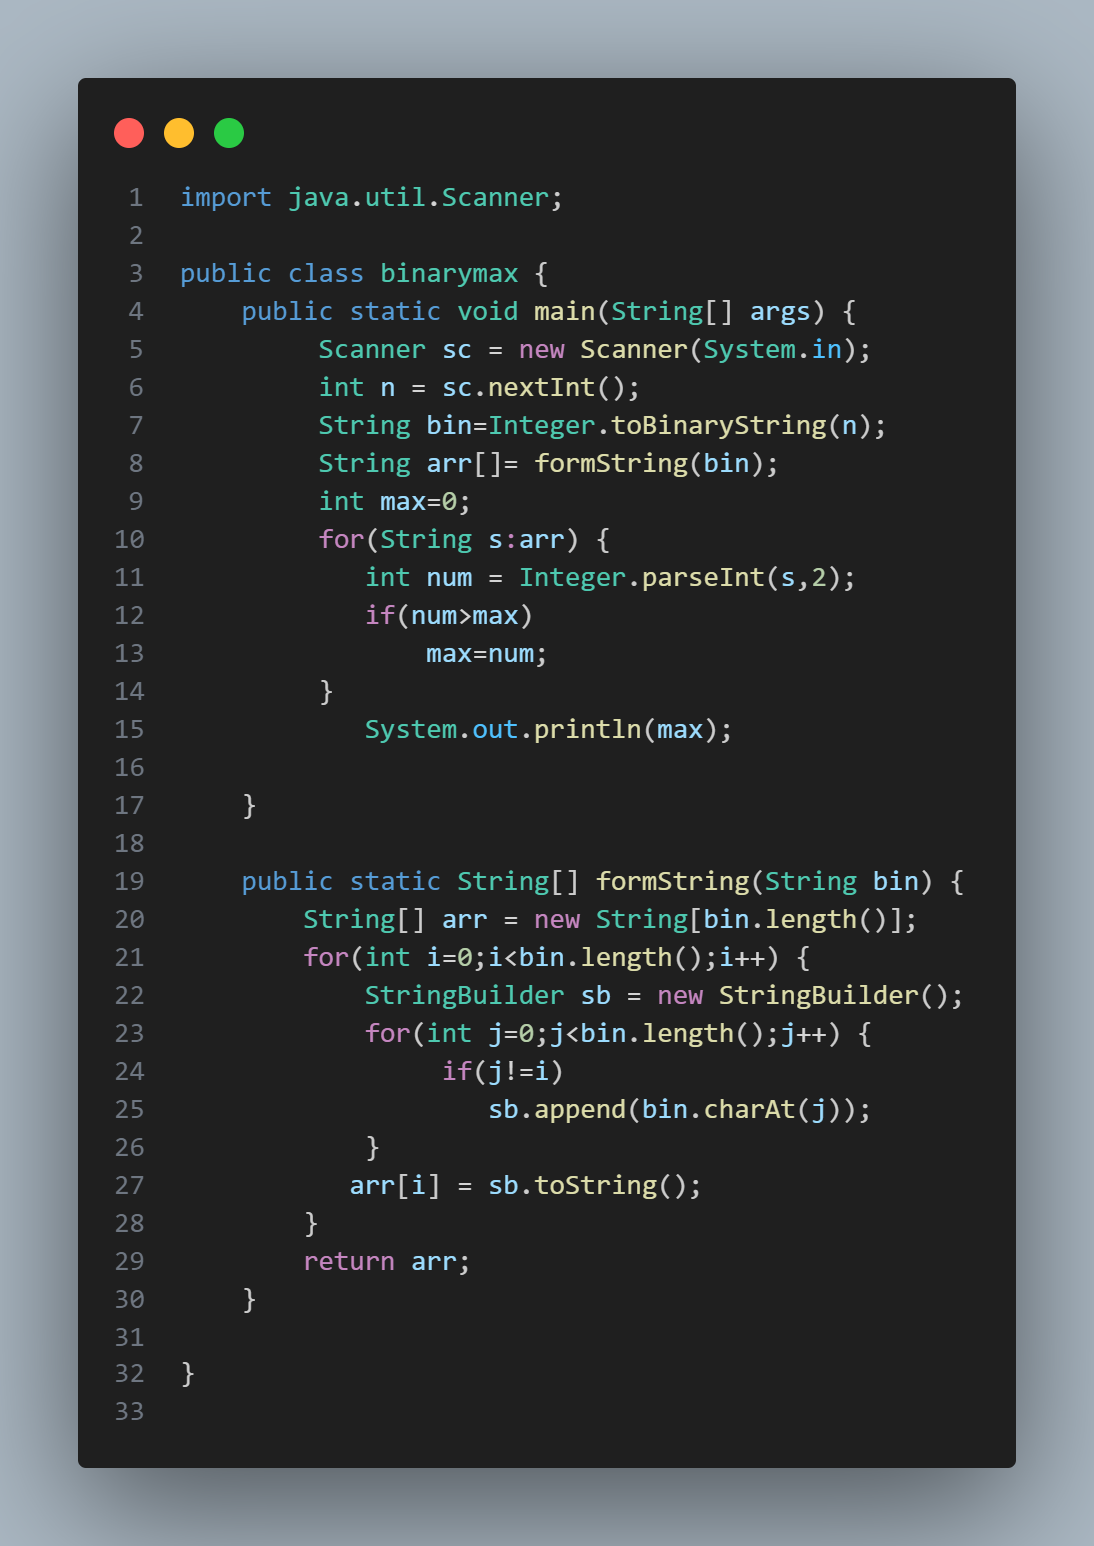 1 import java.util.Scanner;
2
3 public class binarymax {
4     public static void main(String[] args) {
5          Scanner sc = new Scanner(System.in);
6          int n = sc.nextInt();
7          String bin=Integer.toBinaryString(n);
8          String arr[]= formString(bin);
9          int max=0;
10          for(String s:arr) {
11             int num = Integer.parseInt(s,2);
12             if(num>max)
13                 max=num;
14          }
15             System.out.println(max);
16
17     }
18
19     public static String[] formString(String bin) {
20         String[] arr = new String[bin.length()];
21         for(int i=0;i<bin.length();i++) {
22             StringBuilder sb = new StringBuilder();
23             for(int j=0;j<bin.length();j++) {
24                  if(j!=i)
25                     sb.append(bin.charAt(j));
26             }
27            arr[i] = sb.toString();
28         }
29         return arr;
30     }
31
32 }
33